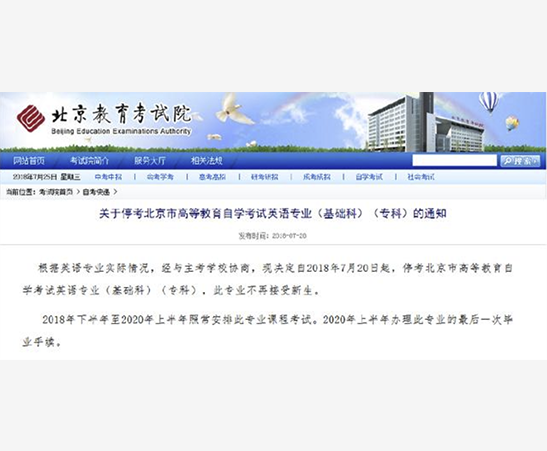 北京教育考试院
Beijing Education Examinations Authority
网站首页 考试院简介 服务大厅 相关法规 搜索
2018年7月25日 星期三 中考中招 会考学考 高考高招 研考研招 成考成招 自学考试 社会考试
当前位置：考试院首页 > 自考快递 >
关于停考北京市高等教育自学考试英语专业（基础科）（专科）的通知
发布时间：2018-07-20
根据英语专业实际情况，经与主考学校协商，现决定自2018年7月20日起，停考北京市高等教育自
学考试英语专业（基础科）（专科），此专业不再接受新生。
2018年下半年至2020年上半年照常安排此专业课程考试。2020年上半年办理此专业的最后一次毕
业手续。